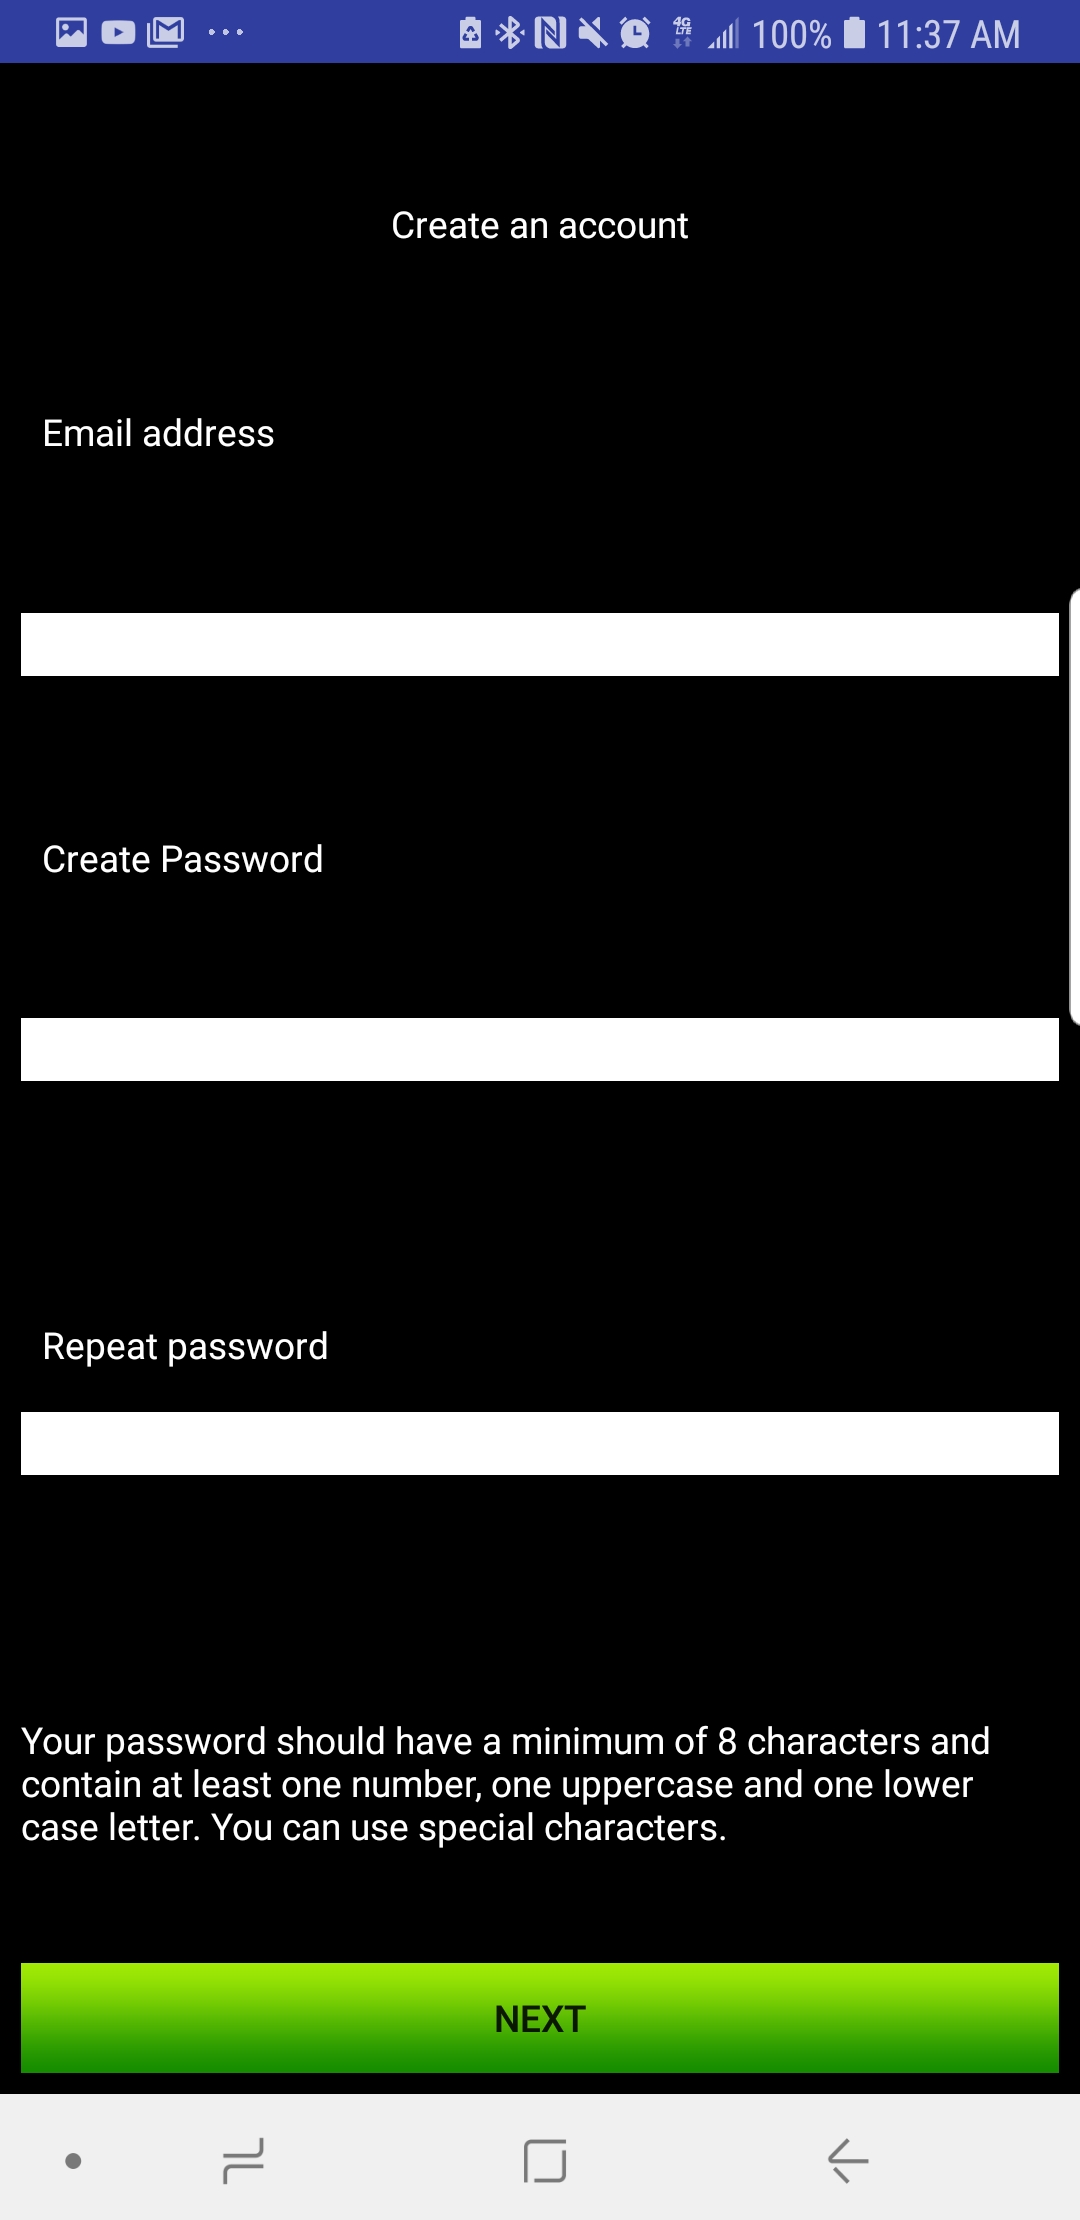 4G LTE 100% 11:37 AM
Create an account
Email address
Create Password
Repeat password
Your password should have a minimum of 8 characters and
contain at least one number, one uppercase and one lower
case letter. You can use special characters.
NEXT